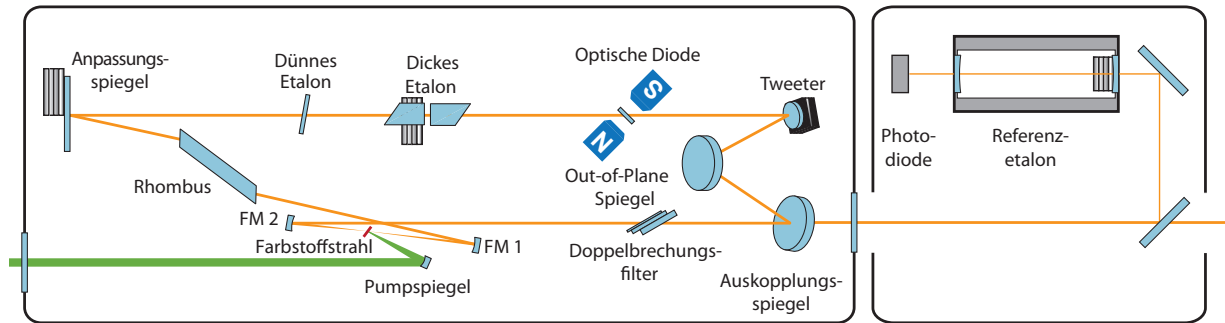 Anpassungs-
spiegel
Dünnes
Etalon
Dickes
Etalon
Optische Diode
S
N
Tweeter
Out-of-Plane
Spiegel
Rhombus
FM 2
Farbstoffstrahl
FM 1
Pumpspiegel
Doppelbrechungs-
filter
Auskopplungs-
spiegel
Photo-
diode
Referenz-
etalon